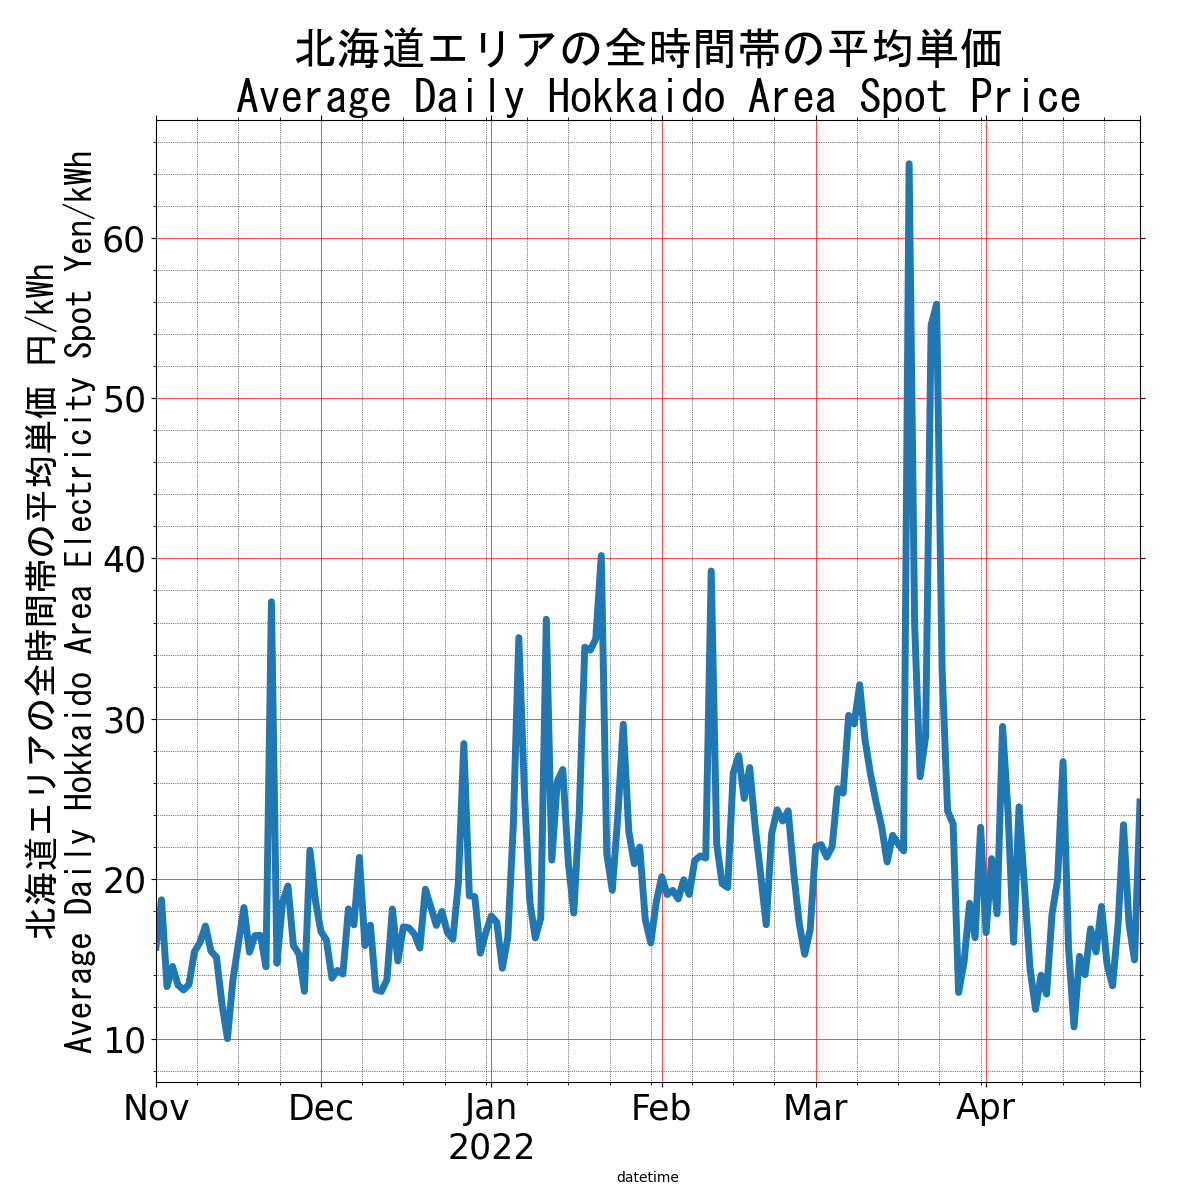 北海道エリアの全時間帯の平均単価
Average Daily Hokkaido Area Spot Price
北海道エリアの全時間帯の平均単価 円/kWh
Average Daily Hokkaido Area Electricity Spot Yen/kWh
60
50
40
30
20
10
Nov
Dec
Jan
2022
Feb
Mar
Apr
datetime